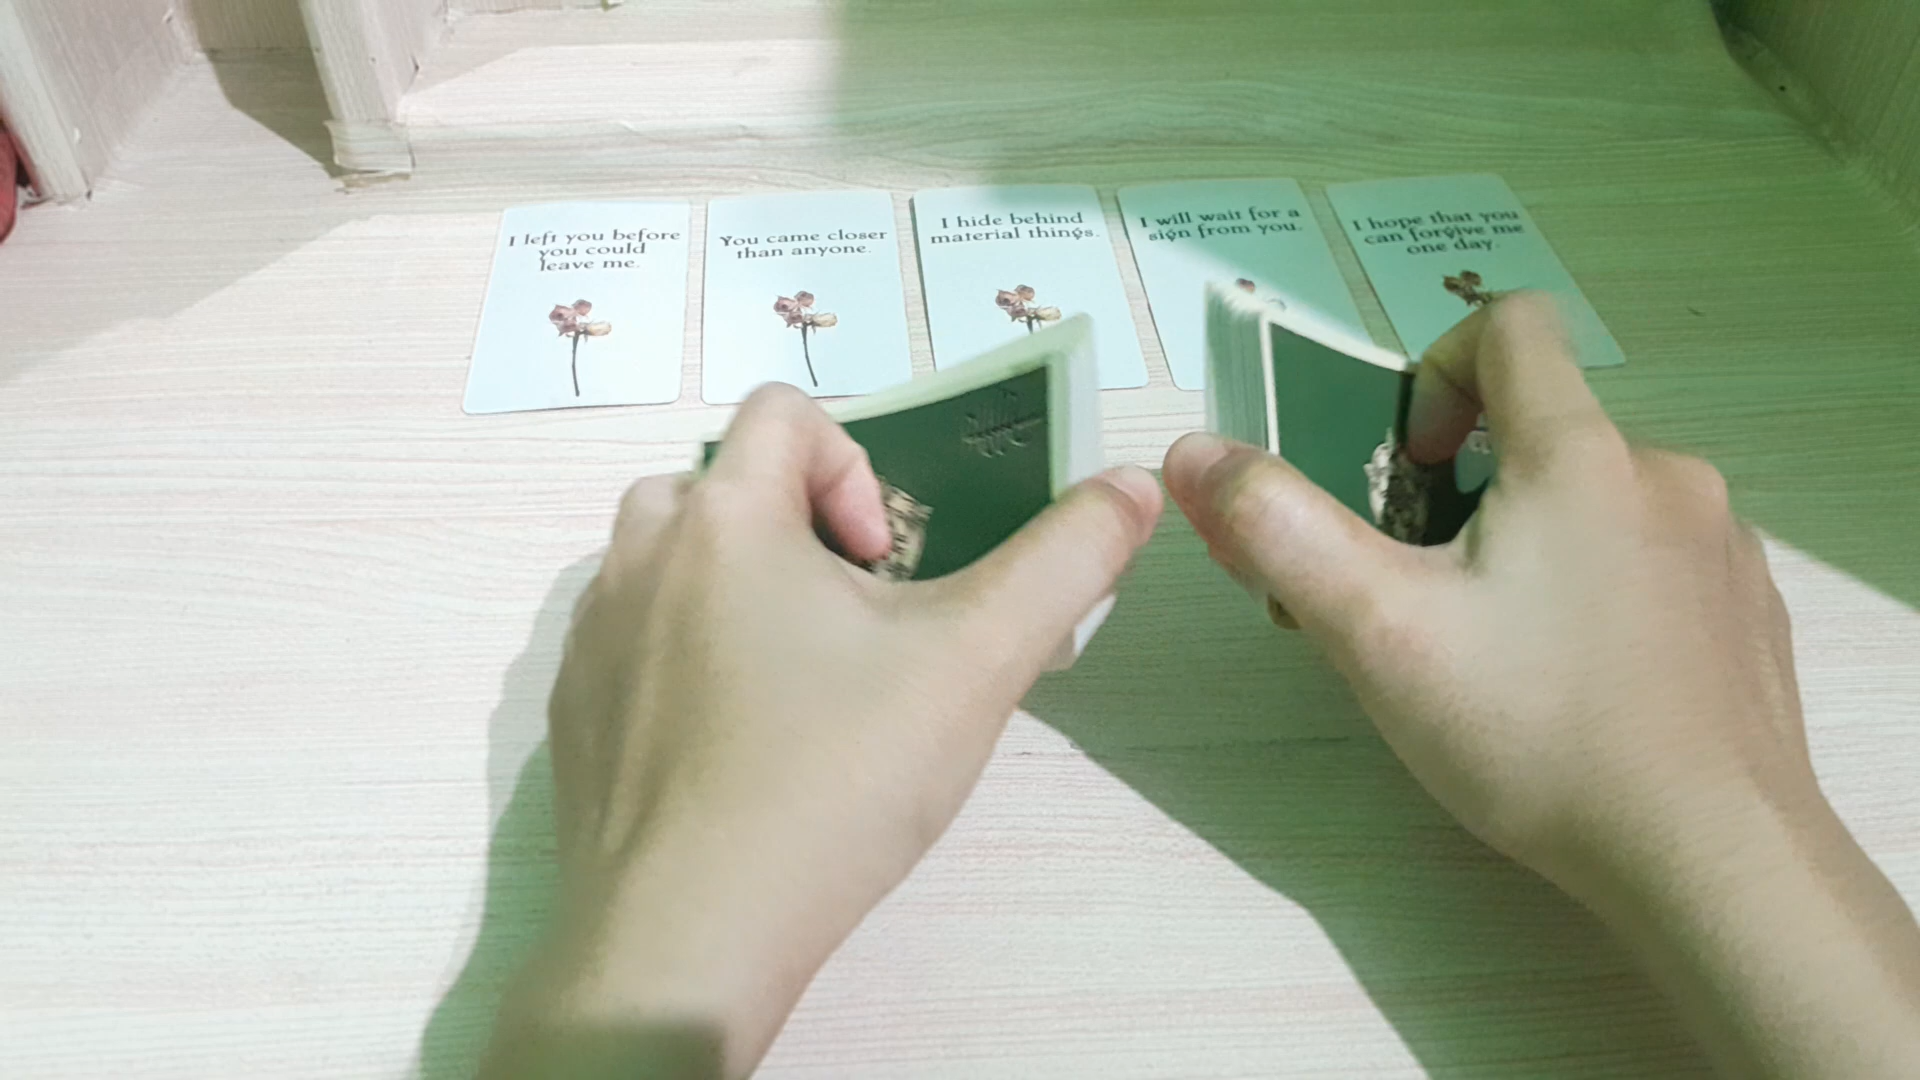 I left you before
you could
leave me.
You came closer
than anyone.
I hide behind
material things.
I will wait for a
sign from you.
I hope that you
can forgive me
one day.